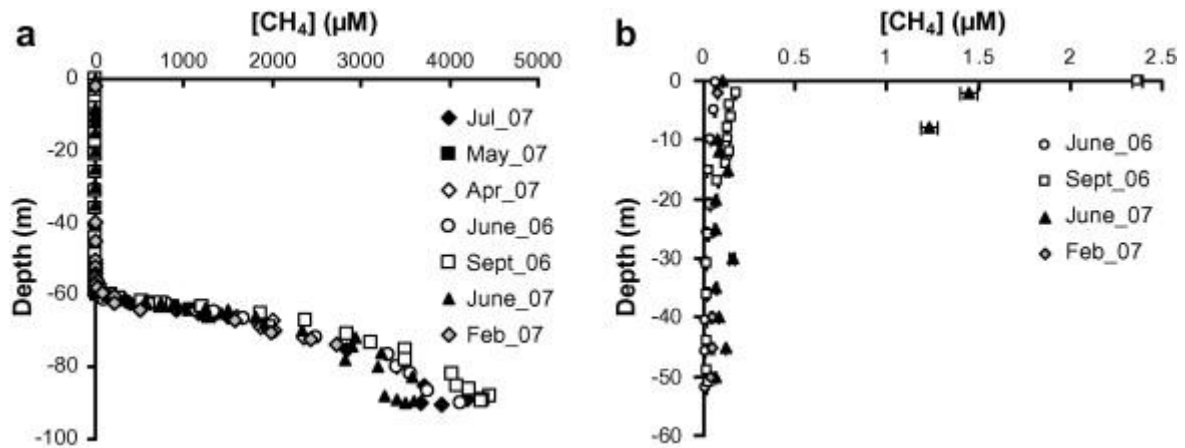 a
[CH₄] (µM)
0 1000 2000 3000 4000 5000
Depth (m)
0
-20
-40
-60
-80
-100
Jul_07
May_07
Apr_07
June_06
Sept_06
June_07
Feb_07
b
[CH₄] (µM)
0 0.5 1 1.5 2 2.5
Depth (m)
0
-10
-20
-30
-40
-50
-60
June_06
Sept_06
June_07
Feb_07